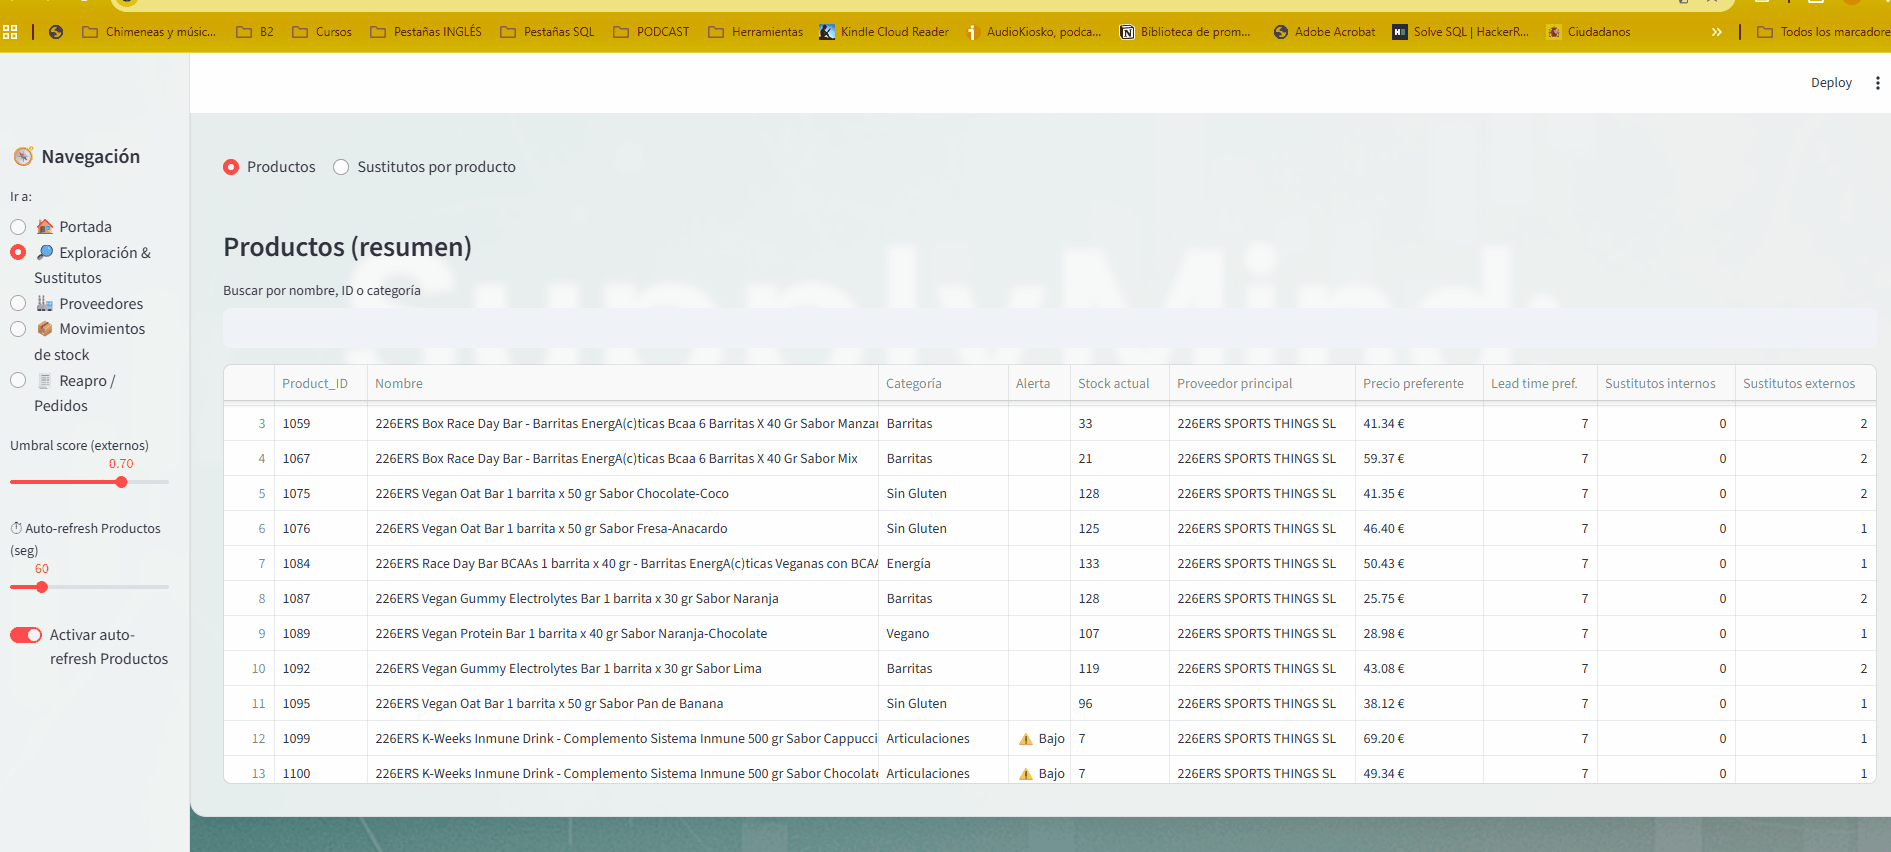 Chimeneas y músic...
B2
Cursos
Pestañas INGLÉS
Pestañas SQL
PODCAST
Herramientas
Kindle Cloud Reader
AudioKiosko, podca...
Biblioteca de prom...
Adobe Acrobat
Solve SQL | HackerR...
Ciudadanos
»
Todos los marcadore
Deploy
Navegación
Ir a:
Portada
Exploración &
Sustitutos
Proveedores
Movimientos
de stock
Reapro /
Pedidos
Umbral score (externos)
0.70
Auto-refresh Productos
(seg)
60
Activar auto-
refresh Productos
Productos
Sustitutos por producto
Productos (resumen)
Buscar por nombre, ID o categoría
SupplyMind:
Product_ID Nombre Categoría Alerta Stock actual Proveedor principal Precio preferente Lead time pref. Sustitutos internos Sustitutos externos
3 1059 226ERS Box Race Day Bar - Barritas EnergA(c)ticas Bcaa 6 Barritas X 40 Gr Sabor Manzar Barritas 33 226ERS SPORTS THINGS SL 41.34 € 7 0 2
4 1067 226ERS Box Race Day Bar - Barritas EnergA(c)ticas Bcaa 6 Barritas X 40 Gr Sabor Mix Barritas 21 226ERS SPORTS THINGS SL 59.37 € 7 0 2
5 1075 226ERS Vegan Oat Bar 1 barrita x 50 gr Sabor Chocolate-Coco Sin Gluten 128 226ERS SPORTS THINGS SL 41.35 € 7 0 2
6 1076 226ERS Vegan Oat Bar 1 barrita x 50 gr Sabor Fresa-Anacardo Sin Gluten 125 226ERS SPORTS THINGS SL 46.40 € 7 0 1
7 1084 226ERS Race Day Bar BCAAs 1 barrita x 40 gr - Barritas EnergA(c)ticas Veganas con BCAA Energía 133 226ERS SPORTS THINGS SL 50.43 € 7 0 1
8 1087 226ERS Vegan Gummy Electrolytes Bar 1 barrita x 30 gr Sabor Naranja Barritas 128 226ERS SPORTS THINGS SL 25.75 € 7 0 2
9 1089 226ERS Vegan Protein Bar 1 barrita x 40 gr Sabor Naranja-Chocolate Vegano 107 226ERS SPORTS THINGS SL 28.98 € 7 0 1
10 1092 226ERS Vegan Gummy Electrolytes Bar 1 barrita x 30 gr Sabor Lima Barritas 119 226ERS SPORTS THINGS SL 43.08 € 7 0 2
11 1095 226ERS Vegan Oat Bar 1 barrita x 50 gr Sabor Pan de Banana Sin Gluten 96 226ERS SPORTS THINGS SL 38.12 € 7 0 1
12 1099 226ERS K-Weeks Inmune Drink - Complemento Sistema Inmune 500 gr Sabor Cappucci Articulaciones ⚠️ Bajo 7 226ERS SPORTS THINGS SL 69.20 € 7 0 1
13 1100 226ERS K-Weeks Inmune Drink - Complemento Sistema Inmune 500 gr Sabor Chocolate Articulaciones ⚠️ Bajo 7 226ERS SPORTS THINGS SL 49.34 € 7 0 1